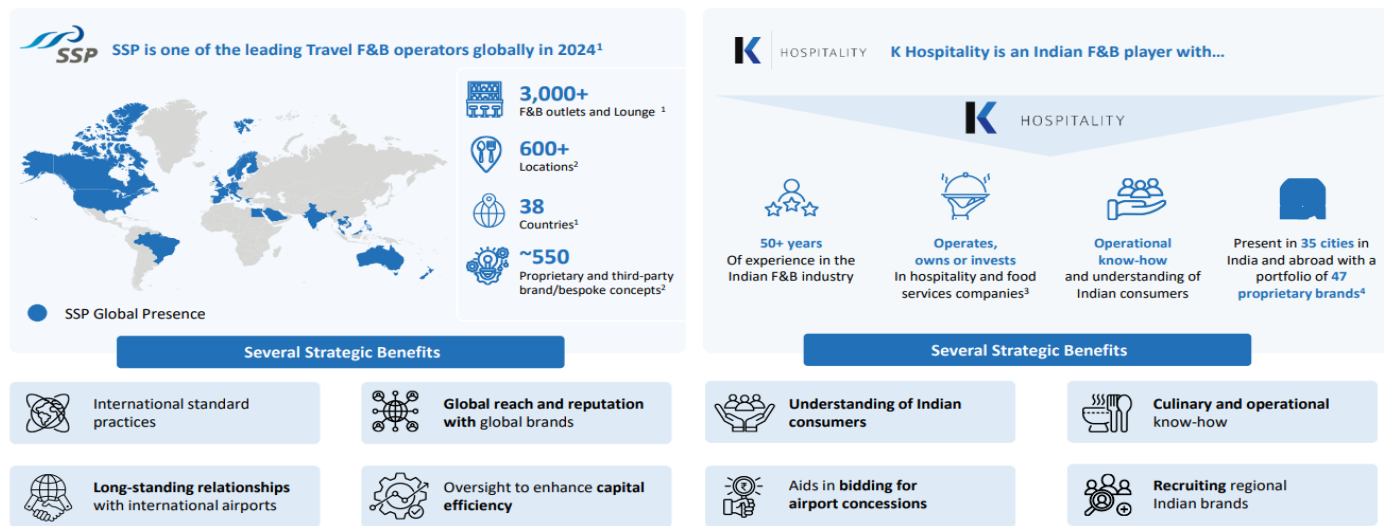 SSP
SSP is one of the leading Travel F&B operators globally in 2024¹
3,000+
F&B outlets and Lounge ¹
600+
Locations²
38
Countries¹
~550
Proprietary and third-party
brand/bespoke concepts²
SSP Global Presence
Several Strategic Benefits
International standard
practices
Global reach and reputation
with global brands
Long-standing relationships
with international airports
Oversight to enhance capital
efficiency
K HOSPITALITY
K Hospitality is an Indian F&B player with…
K HOSPITALITY
50+ years
Of experience in the
Indian F&B industry
Operates,
owns or invests
In hospitality and food
services companies³
Operational
know-how
and understanding of
Indian consumers
Present in 35 cities in
India and abroad with a
portfolio of 47
proprietary brands⁴
Several Strategic Benefits
Understanding of Indian
consumers
Culinary and operational
know-how
₹
Aids in bidding for
airport concessions
Recruiting regional
Indian brands